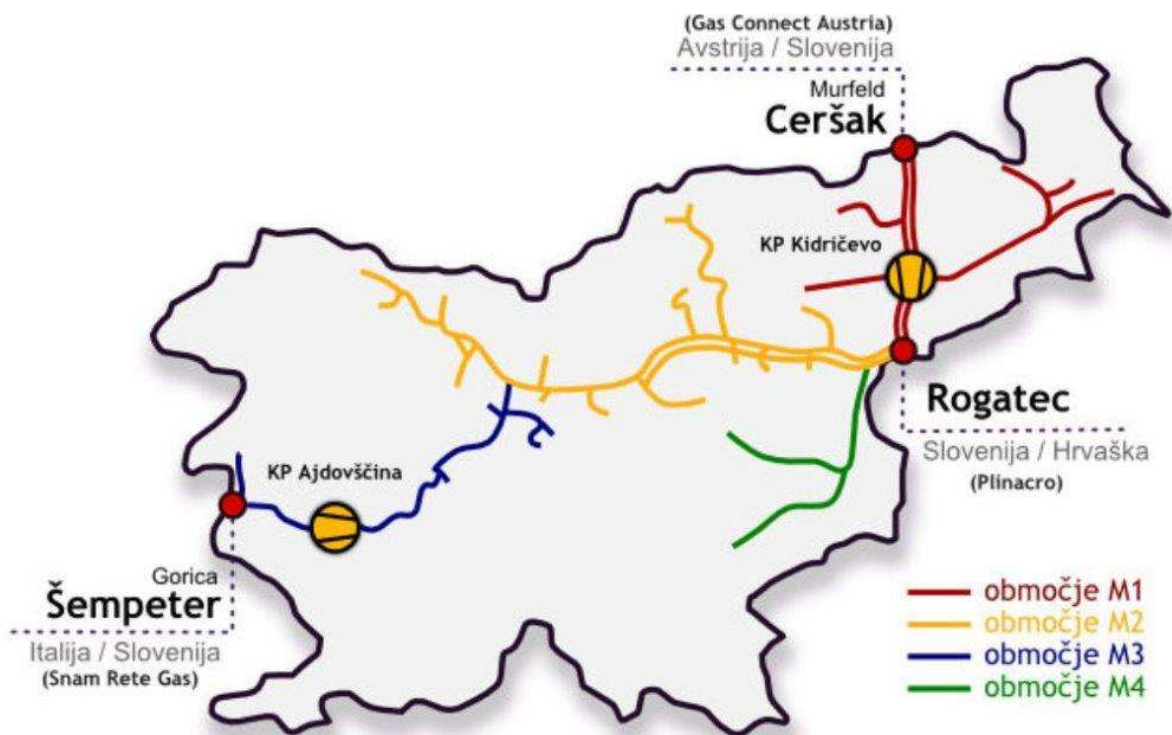 (Gas Connect Austria)
Avstrija / Slovenija
Murfeld
Ceršak
KP Kidričevo
Rogatec
Slovenija / Hrvaška
(Plinacro)
KP Ajdovščina
Gorica
Šempeter
Italija / Slovenija
(Snam Rete Gas)
območje M1
območje M2
območje M3
območje M4